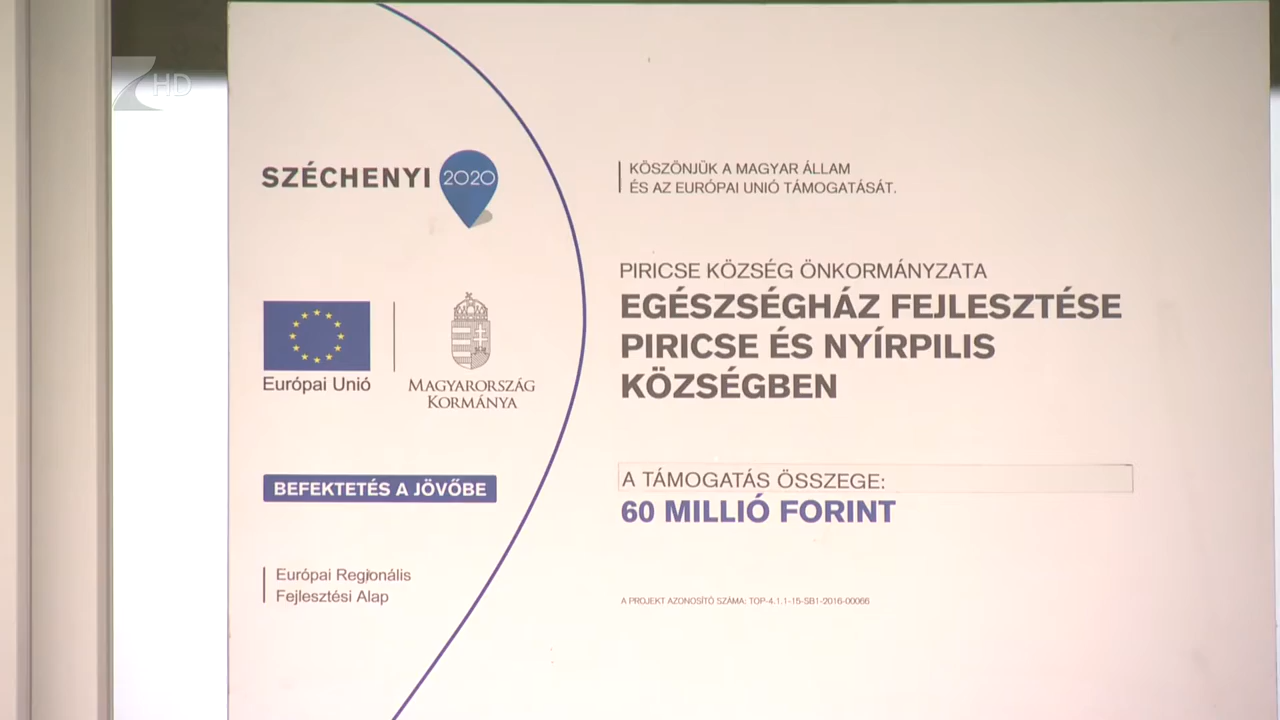 HD
SZÉCHENYI 2020
Európai Unió
MAGYARORSZÁG
KORMÁNYA
BEFEKTETÉS A JÖVŐBE
Európai Regionális
Fejlesztési Alap
KÖSZÖNJÜK A MAGYAR ÁLLAM
ÉS AZ EURÓPAI UNIÓ TÁMOGATÁSÁT.
PIRICSE KÖZSÉG ÖNKORMÁNYZATA
EGÉSZSÉGHÁZ FEJLESZTÉSE
PIRICSE ÉS NYÍRPILIS
KÖZSÉGBEN
A TÁMOGATÁS ÖSSZEGE:
60 MILLIÓ FORINT
A PROJEKT AZONOSÍTÓ SZÁMA: TOP-4.1.1-15-SB1-2016-00066